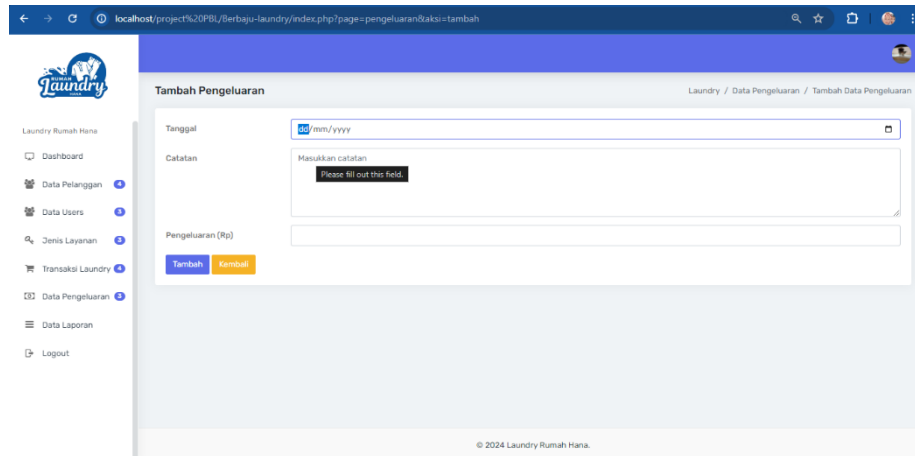 localhost/project%20PBL/Berbaju-laundry/index.php?page=pengeluaran&aksi=tambah
RUMAH
Laundry
HANA
Tambah Pengeluaran
Laundry / Data Pengeluaran / Tambah Data Pengeluaran
Laundry Rumah Hana
Dashboard
Data Pelanggan 4
Data Users 3
Jenis Layanan 3
Transaksi Laundry 4
Data Pengeluaran 3
Data Laporan
Logout
Tanggal
dd/mm/yyyy
Catatan
Masukkan catatan
Please fill out this field.
Pengeluaran (Rp)
Tambah
Kembali
© 2024 Laundry Rumah Hana.